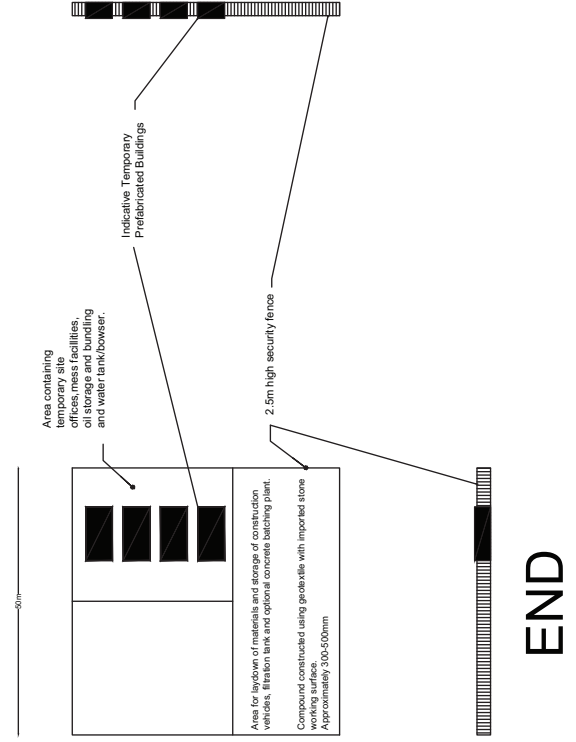 50m
Area containing
temporary site
offices,mess facillities,
oil storage and bundling
and water tank/bowser.
Indicative Temporary
Prefabricated Buildings
2.5m high security fence
Area for laydown of materials and storage of construction
vehicles, filtration tank and optional concrete batching plant.
Compound constructed using geotextile with imported stone
working surface.
Approximately 300-500mm
END